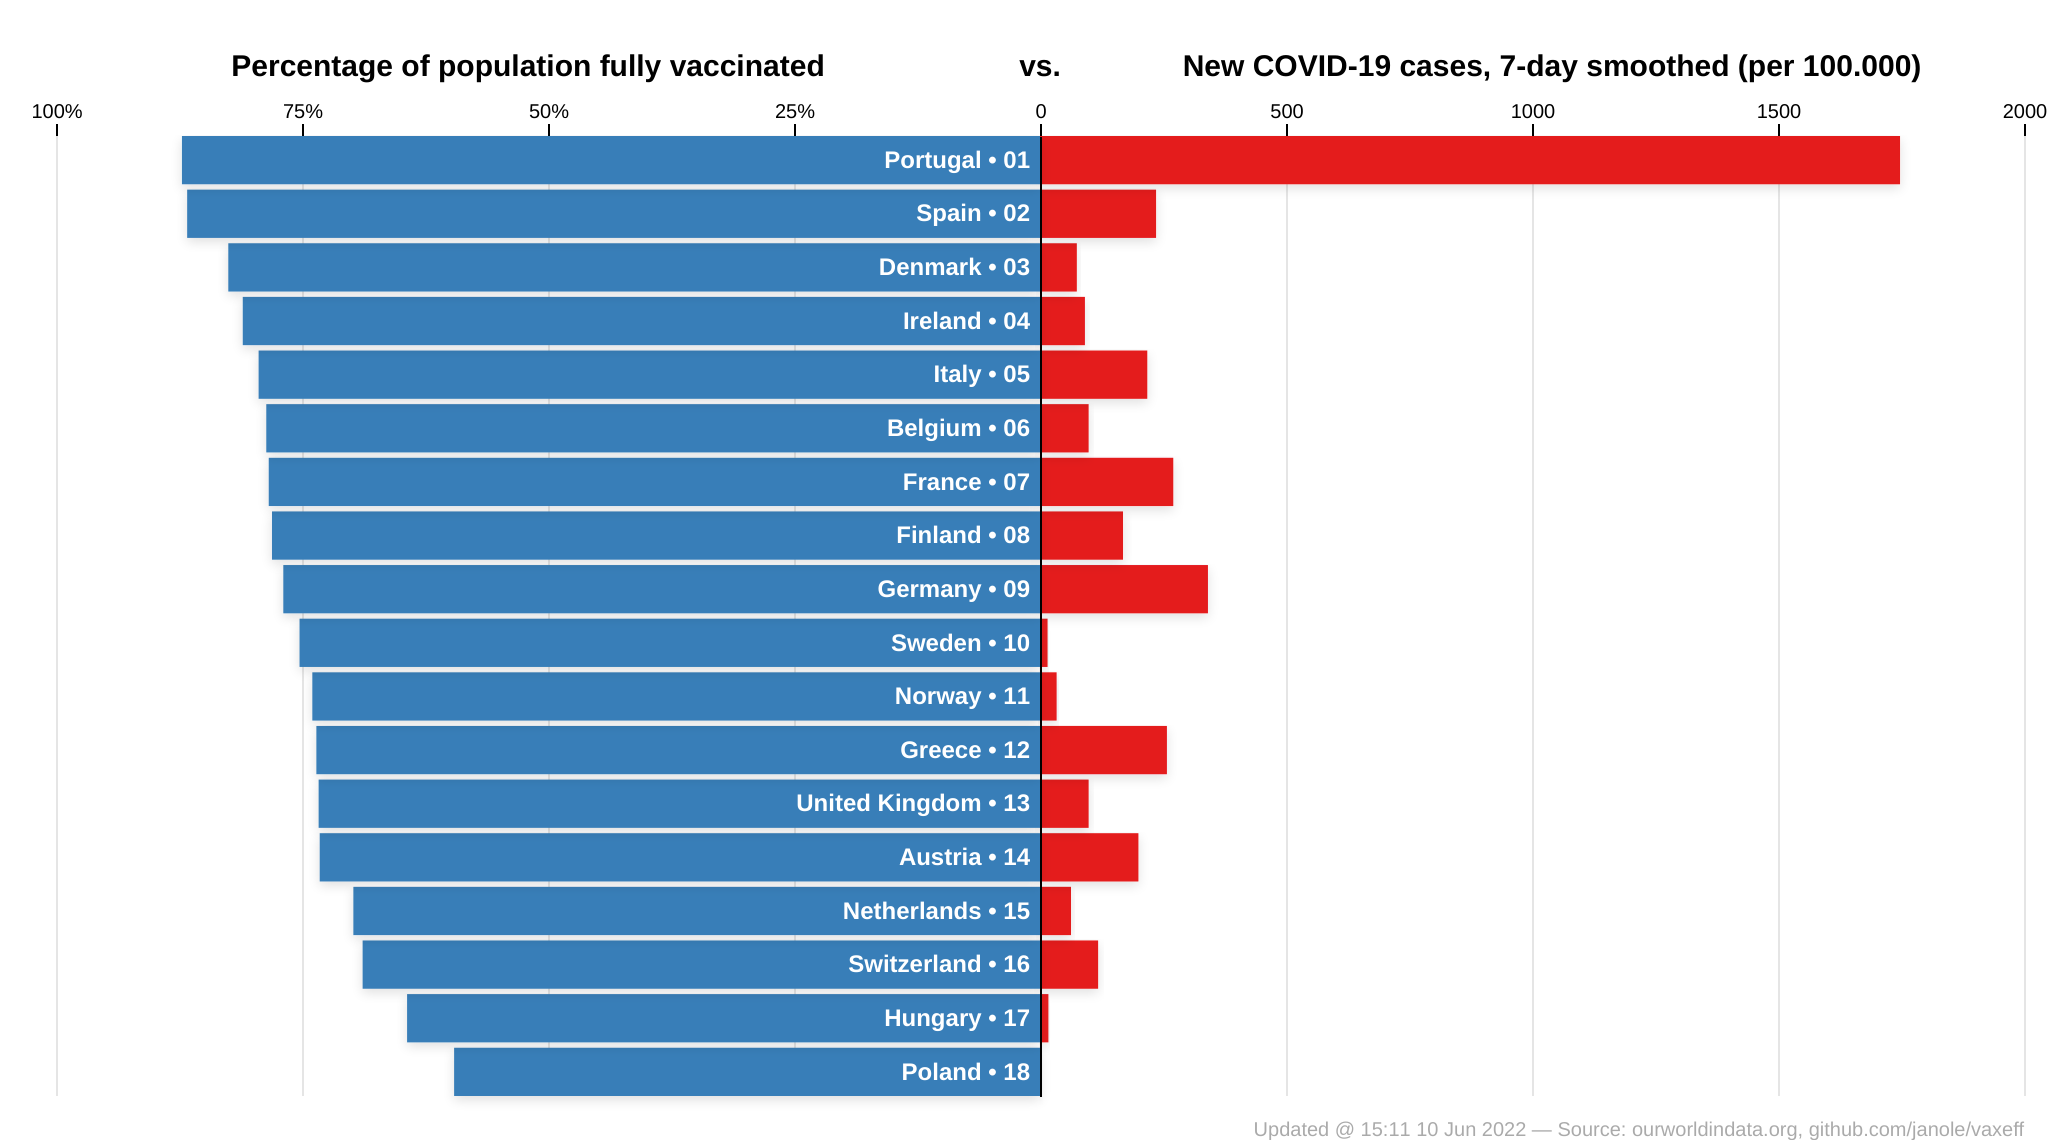 Percentage of population fully vaccinated vs. New COVID-19 cases, 7-day smoothed (per 100.000)
100% 75% 50% 25% 0 500 1000 1500 2000
Portugal • 01
Spain • 02
Denmark • 03
Ireland • 04
Italy • 05
Belgium • 06
France • 07
Finland • 08
Germany • 09
Sweden • 10
Norway • 11
Greece • 12
United Kingdom • 13
Austria • 14
Netherlands • 15
Switzerland • 16
Hungary • 17
Poland • 18
Updated @ 15:11 10 Jun 2022 — Source: ourworldindata.org, github.com/janole/vaxeff